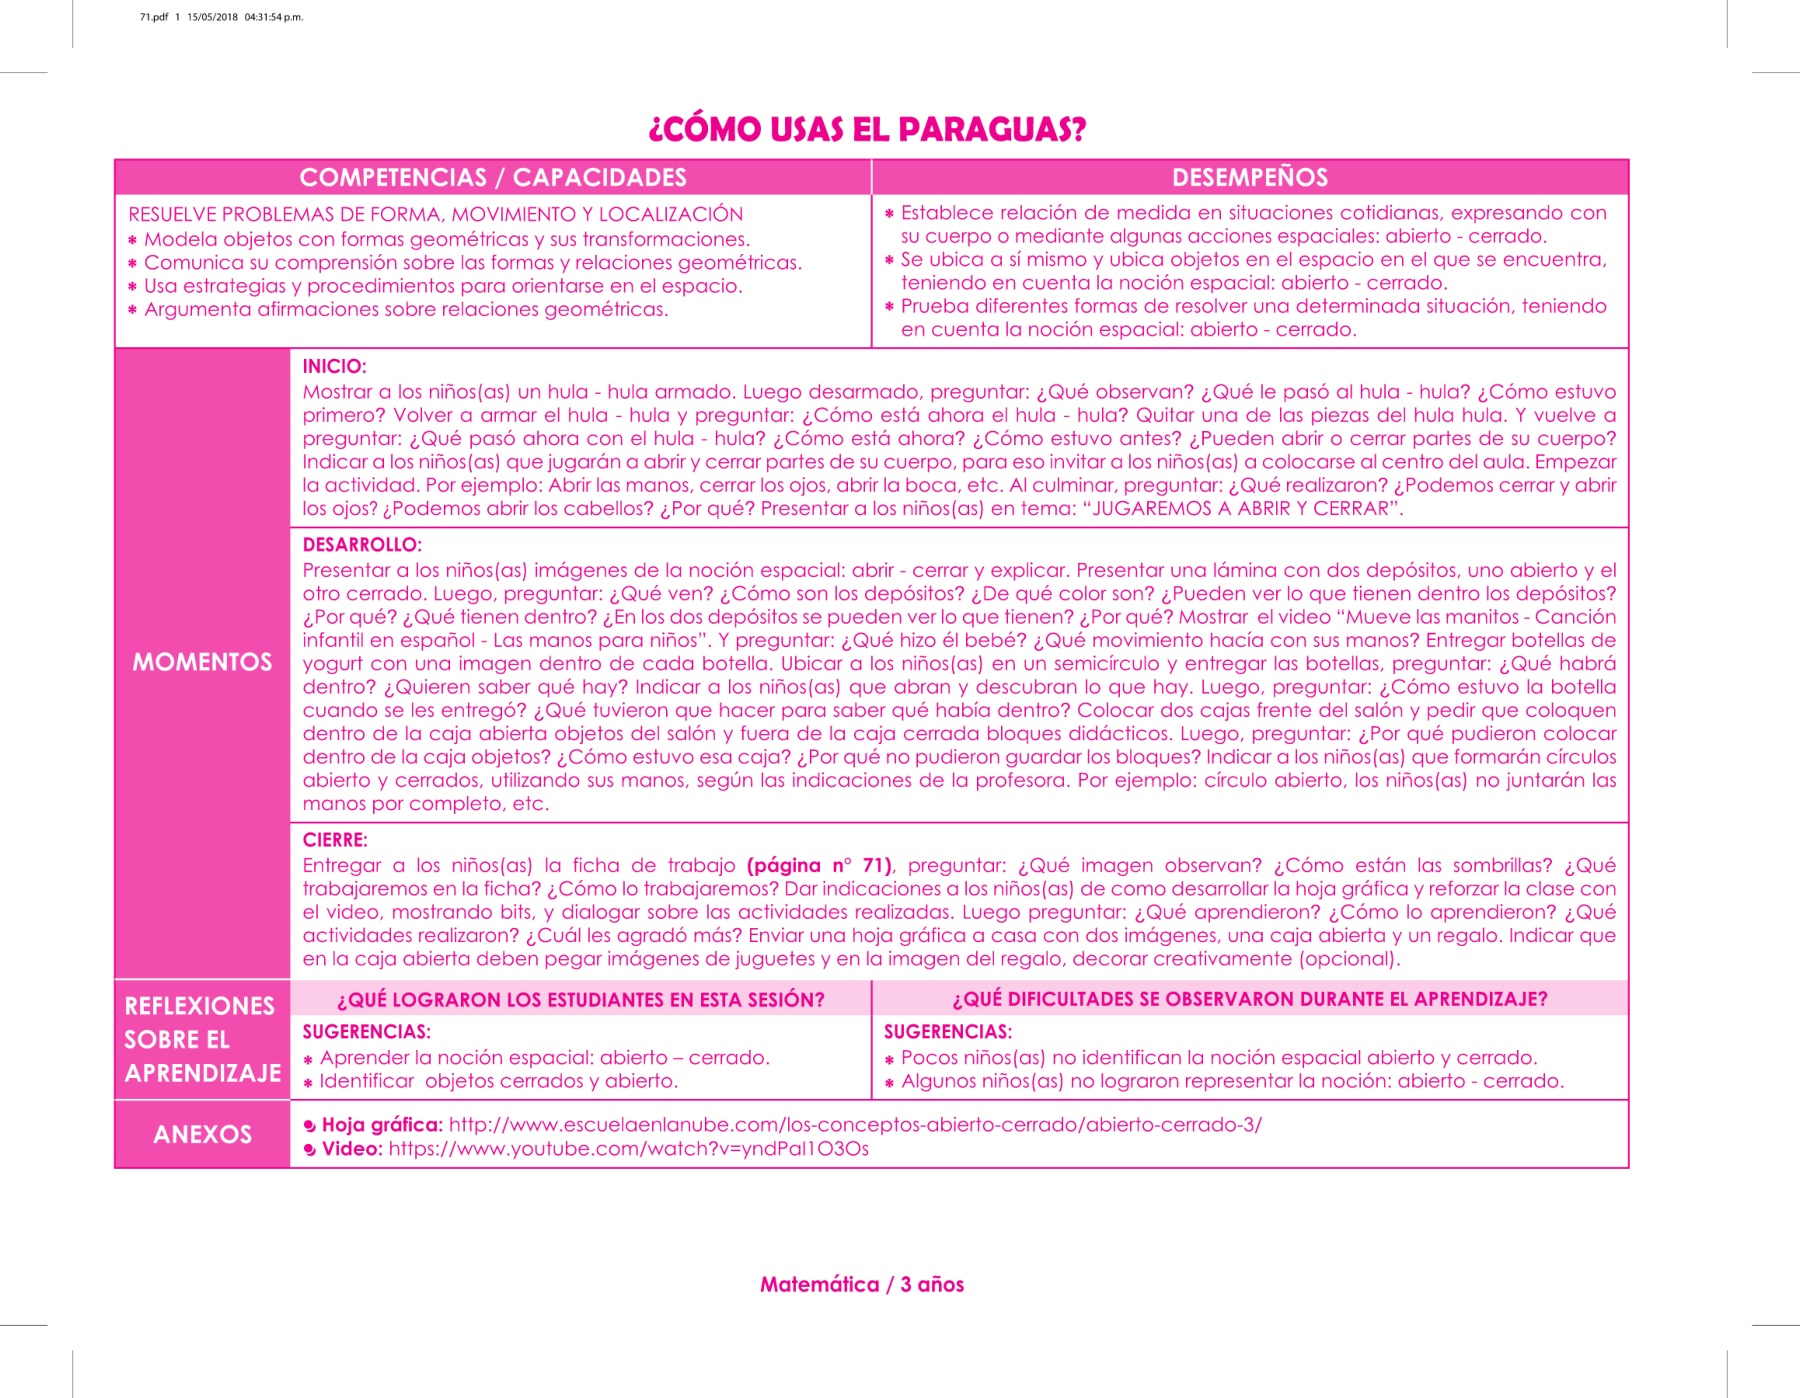 71.pdf 1 15/05/2018 04:31:54 p.m.
¿CÓMO USAS EL PARAGUAS?
COMPETENCIAS / CAPACIDADES
RESUELVE PROBLEMAS DE FORMA, MOVIMIENTO Y LOCALIZACIÓN
* Modela objetos con formas geométricas y sus transformaciones.
* Comunica su comprensión sobre las formas y relaciones geométricas.
* Usa estrategias y procedimientos para orientarse en el espacio.
* Argumenta afirmaciones sobre relaciones geométricas.
DESEMPEÑOS
* Establece relación de medida en situaciones cotidianas, expresando con
su cuerpo o mediante algunas acciones espaciales: abierto - cerrado.
* Se ubica a sí mismo y ubica objetos en el espacio en el que se encuentra,
teniendo en cuenta la noción espacial: abierto - cerrado.
* Prueba diferentes formas de resolver una determinada situación, teniendo
en cuenta la noción espacial: abierto - cerrado.
MOMENTOS
INICIO:
Mostrar a los niños(as) un hula - hula armado. Luego desarmado, preguntar: ¿Qué observan? ¿Qué le pasó al hula - hula? ¿Cómo estuvo
primero? Volver a armar el hula - hula y preguntar: ¿Cómo está ahora el hula - hula? Quitar una de las piezas del hula hula. Y vuelve a
preguntar: ¿Qué pasó ahora con el hula - hula? ¿Cómo está ahora? ¿Cómo estuvo antes? ¿Pueden abrir o cerrar partes de su cuerpo?
Indicar a los niños(as) que jugarán a abrir y cerrar partes de su cuerpo, para eso invitar a los niños(as) a colocarse al centro del aula. Empezar
la actividad. Por ejemplo: Abrir las manos, cerrar los ojos, abrir la boca, etc. Al culminar, preguntar: ¿Qué realizaron? ¿Podemos cerrar y abrir
los ojos? ¿Podemos abrir los cabellos? ¿Por qué? Presentar a los niños(as) en tema: “JUGAREMOS A ABRIR Y CERRAR”.
DESARROLLO:
Presentar a los niños(as) imágenes de la noción espacial: abrir - cerrar y explicar. Presentar una lámina con dos depósitos, uno abierto y el
otro cerrado. Luego, preguntar: ¿Qué ven? ¿Cómo son los depósitos? ¿De qué color son? ¿Pueden ver lo que tienen dentro los depósitos?
¿Por qué? ¿Qué tienen dentro? ¿En los dos depósitos se pueden ver lo que tienen? ¿Por qué? Mostrar el video “Mueve las manitos - Canción
infantil en español - Las manos para niños”. Y preguntar: ¿Qué hizo él bebé? ¿Qué movimiento hacía con sus manos? Entregar botellas de
yogurt con una imagen dentro de cada botella. Ubicar a los niños(as) en un semicírculo y entregar las botellas, preguntar: ¿Qué habrá
dentro? ¿Quieren saber qué hay? Indicar a los niños(as) que abran y descubran lo que hay. Luego, preguntar: ¿Cómo estuvo la botella
cuando se les entregó? ¿Qué tuvieron que hacer para saber qué había dentro? Colocar dos cajas frente del salón y pedir que coloquen
dentro de la caja abierta objetos del salón y fuera de la caja cerrada bloques didácticos. Luego, preguntar: ¿Por qué pudieron colocar
dentro de la caja objetos? ¿Cómo estuvo esa caja? ¿Por qué no pudieron guardar los bloques? Indicar a los niños(as) que formarán círculos
abierto y cerrados, utilizando sus manos, según las indicaciones de la profesora. Por ejemplo: círculo abierto, los niños(as) no juntarán las
manos por completo, etc.
CIERRE:
Entregar a los niños(as) la ficha de trabajo (página n° 71), preguntar: ¿Qué imagen observan? ¿Cómo están las sombrillas? ¿Qué
trabajaremos en la ficha? ¿Cómo lo trabajaremos? Dar indicaciones a los niños(as) de como desarrollar la hoja gráfica y reforzar la clase con
el video, mostrando bits, y dialogar sobre las actividades realizadas. Luego preguntar: ¿Qué aprendieron? ¿Cómo lo aprendieron? ¿Qué
actividades realizaron? ¿Cuál les agradó más? Enviar una hoja gráfica a casa con dos imágenes, una caja abierta y un regalo. Indicar que
en la caja abierta deben pegar imágenes de juguetes y en la imagen del regalo, decorar creativamente (opcional).
REFLEXIONES
SOBRE EL
APRENDIZAJE
¿QUÉ LOGRARON LOS ESTUDIANTES EN ESTA SESIÓN?
SUGERENCIAS:
* Aprender la noción espacial: abierto – cerrado.
* Identificar objetos cerrados y abierto.
¿QUÉ DIFICULTADES SE OBSERVARON DURANTE EL APRENDIZAJE?
SUGERENCIAS:
* Pocos niños(as) no identifican la noción espacial abierto y cerrado.
* Algunos niños(as) no lograron representar la noción: abierto - cerrado.
ANEXOS
Hoja gráfica: http://www.escuelaenlanube.com/los-conceptos-abierto-cerrado/abierto-cerrado-3/
Video: https://www.youtube.com/watch?v=yndPaI1O3Os
Matemática / 3 años